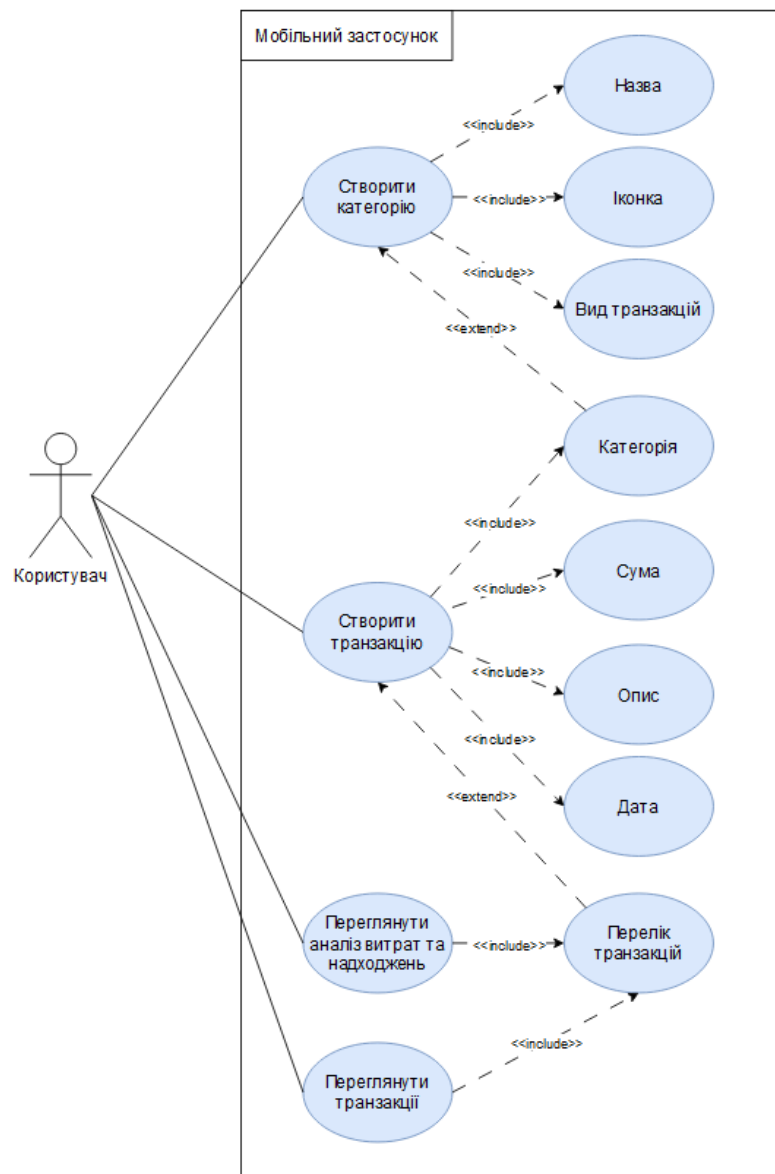 Мобільний застосунок
Назва
<<include>>
Створити
категорію
<<include>>
Іконка
<<include>>
Вид транзакцій
<<extend>>
Категорія
<<include>>
Користувач
Сума
<<include>>
Створити
транзакцію
<<include>>
Опис
<<include>>
Дата
<<extend>>
Переглянути
аналіз витрат та
надходжень
<<include>>
Перелік
транзакцій
<<include>>
Переглянути
транзакції